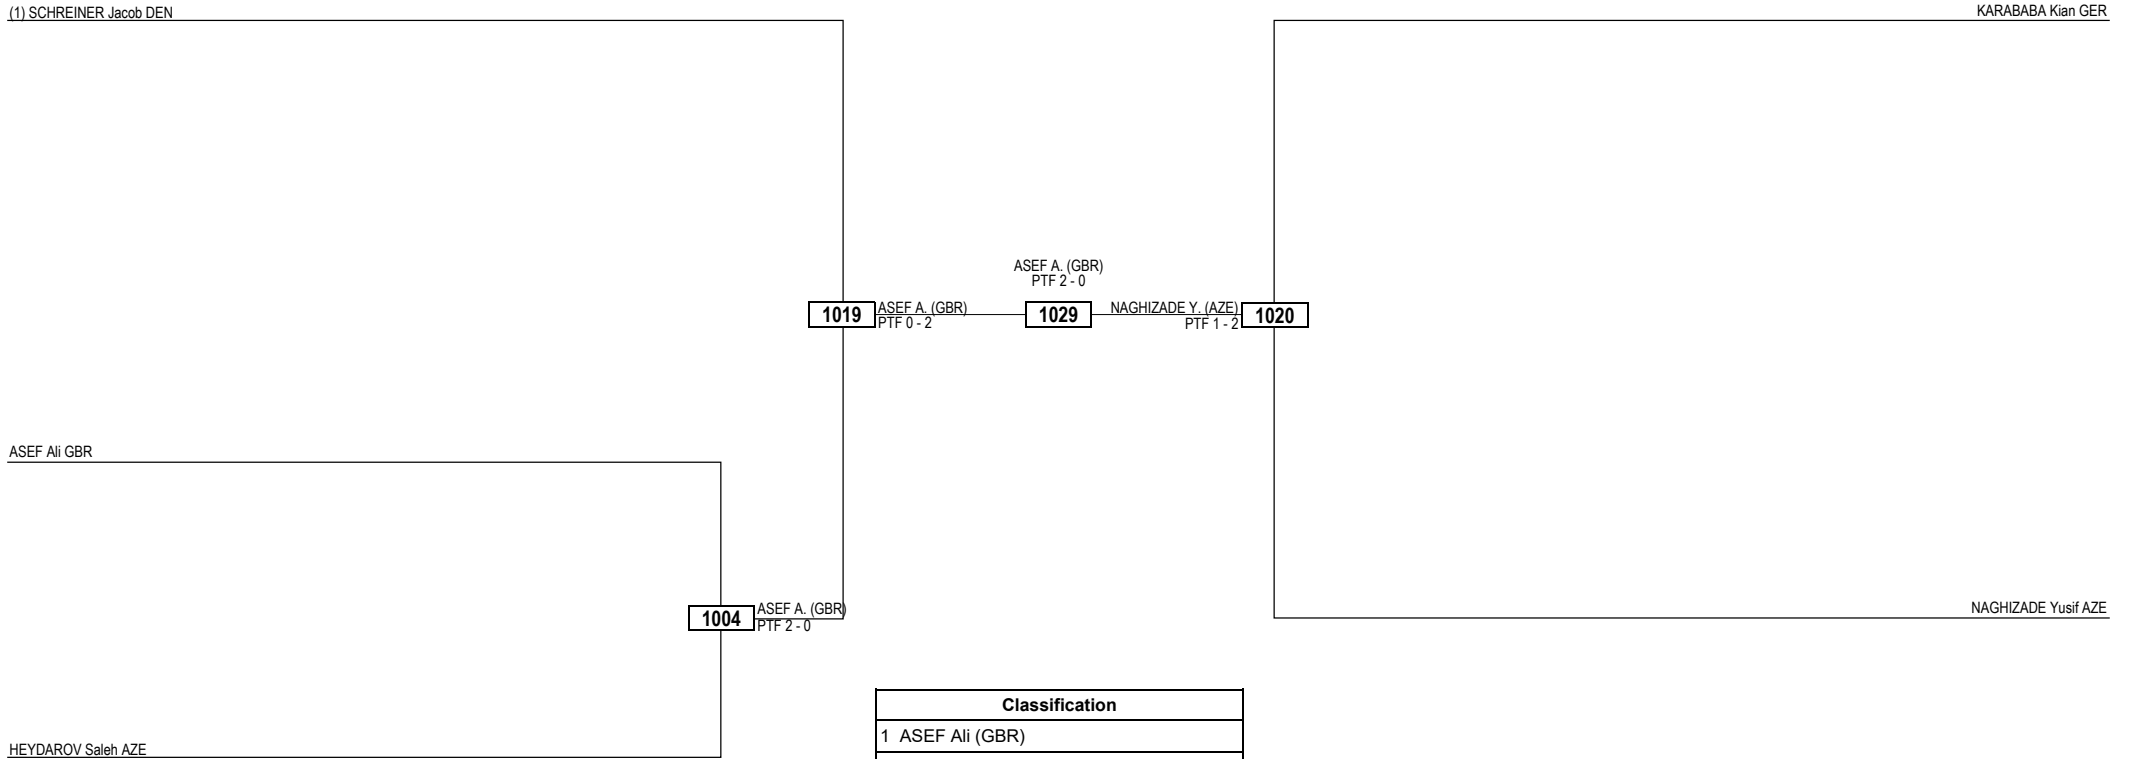 (1) SCHREINER Jacob DEN
KARABABA Kian GER
ASEF A. (GBR)
PTF 2 - 0
1019
ASEF A. (GBR)
PTF 0 - 2
1029
NAGHIZADE Y. (AZE)
PTF 1 - 2
1020
ASEF Ali GBR
1004
ASEF A. (GBR)
PTF 2 - 0
NAGHIZADE Yusif AZE
HEYDAROV Saleh AZE
Classification
1 ASEF Ali (GBR)